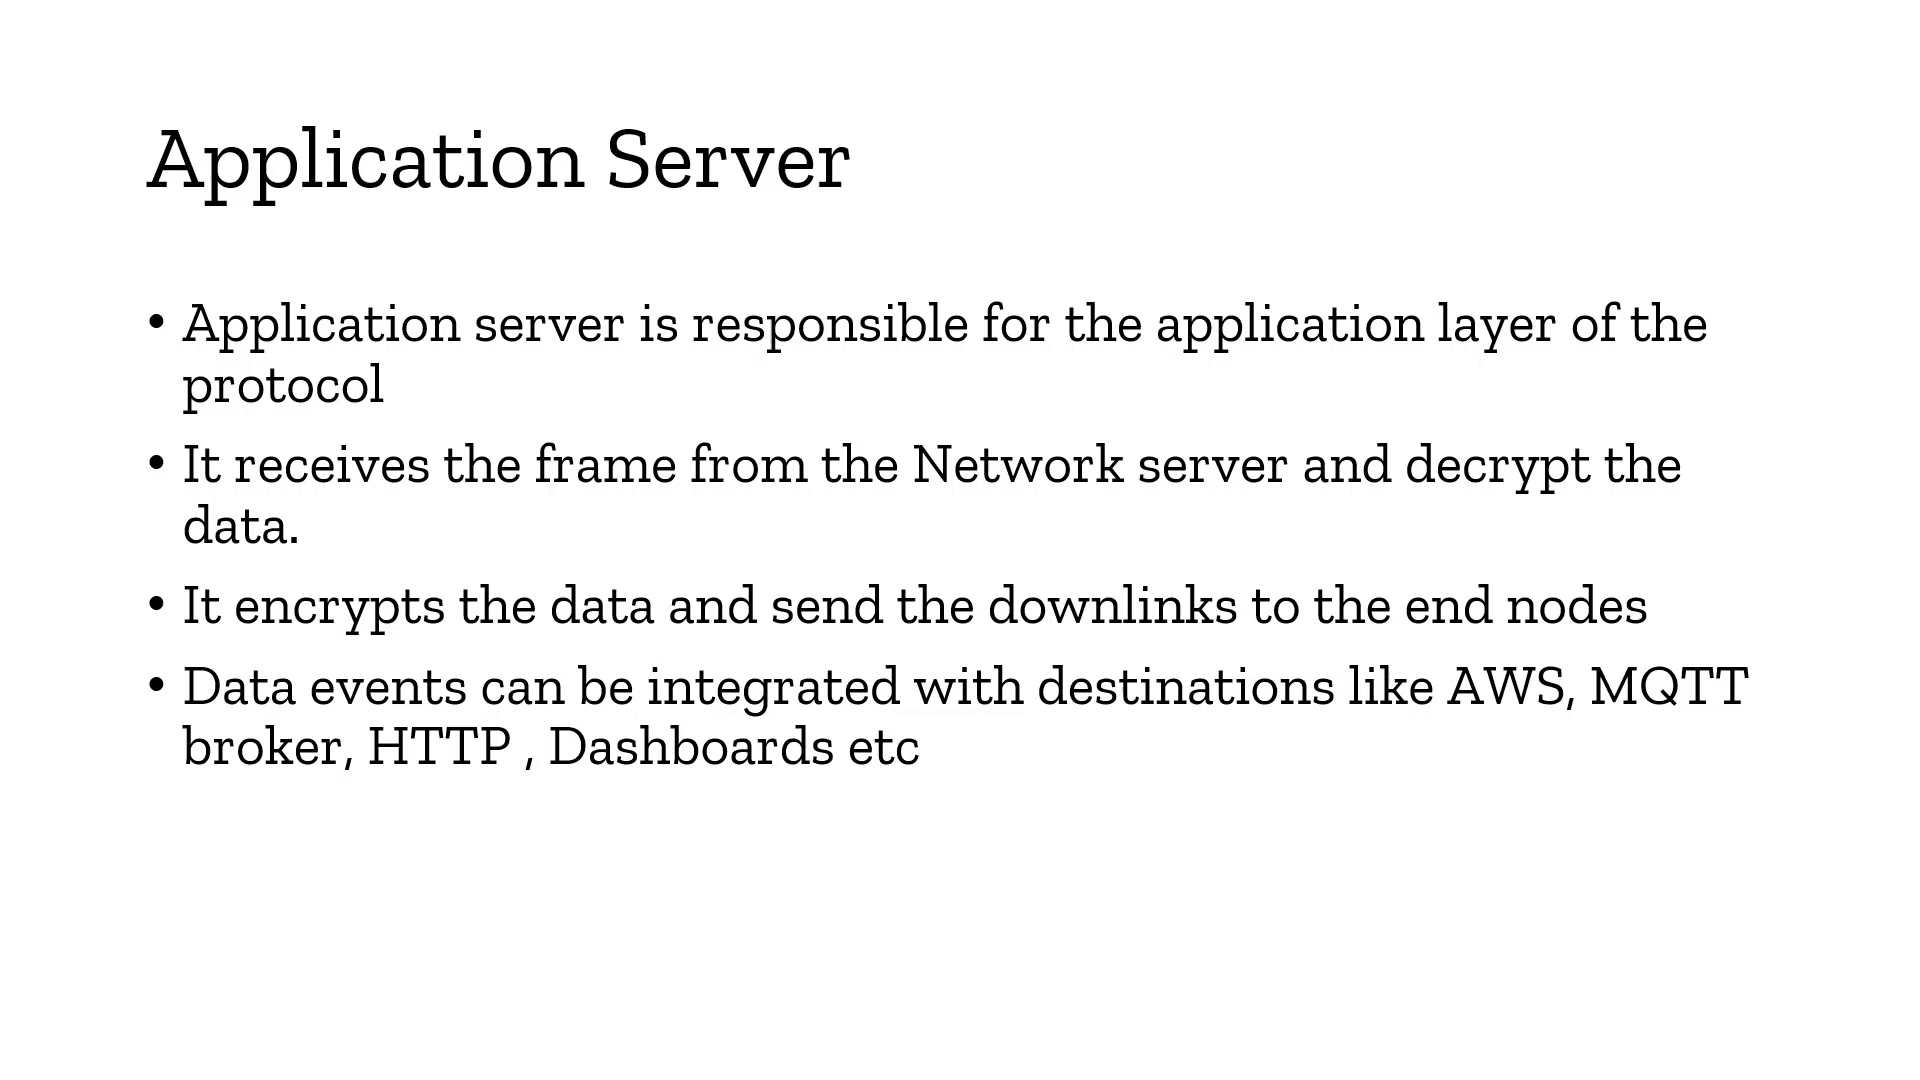 Application Server
• Application server is responsible for the application layer of the
protocol
• It receives the frame from the Network server and decrypt the
data.
• It encrypts the data and send the downlinks to the end nodes
• Data events can be integrated with destinations like AWS, MQTT
broker, HTTP , Dashboards etc